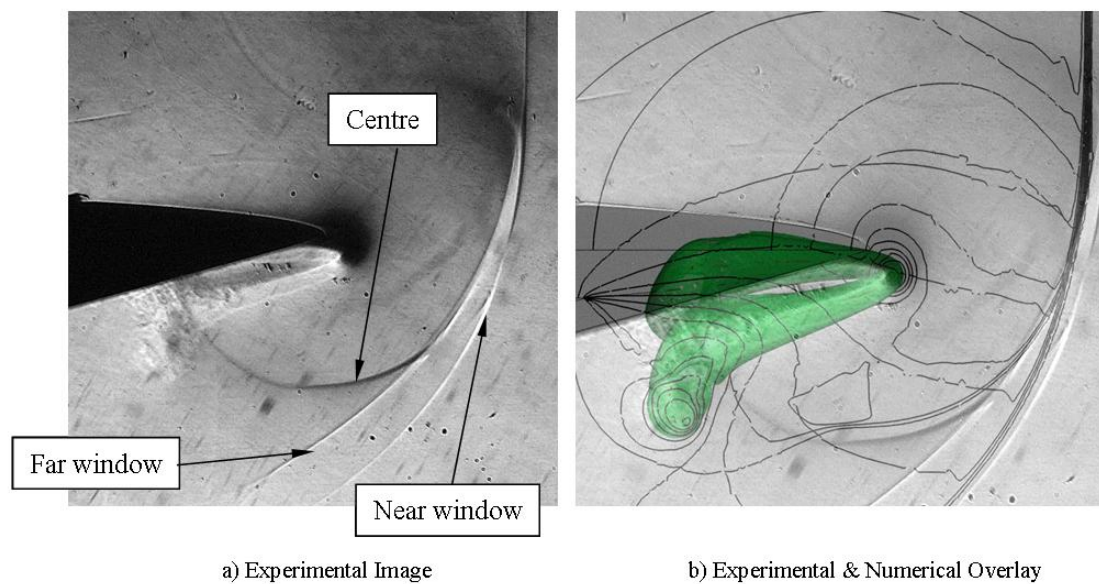 Centre
Far window
Near window
a) Experimental Image
b) Experimental & Numerical Overlay